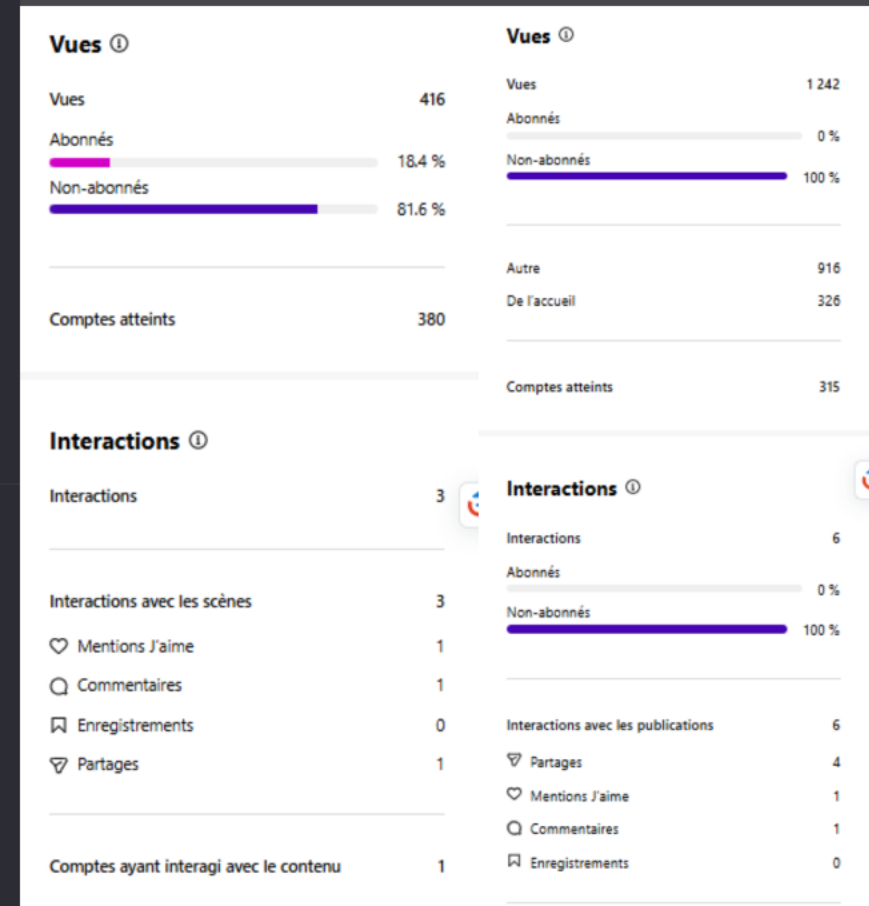 Vues
Vues 416
Abonnés
18.4 %
Non-abonnés
81.6 %
Comptes atteints 380
Interactions
Interactions 3
Interactions avec les scènes 3
Mentions J'aime 1
Commentaires 1
Enregistrements 0
Partages 1
Comptes ayant interagi avec le contenu 1
Vues
Vues 1 242
Abonnés
0 %
Non-abonnés
100 %
Autre 916
De l'accueil 326
Comptes atteints 315
Interactions
Interactions 6
Abonnés
0 %
Non-abonnés
100 %
Interactions avec les publications 6
Partages 4
Mentions J'aime 1
Commentaires 1
Enregistrements 0